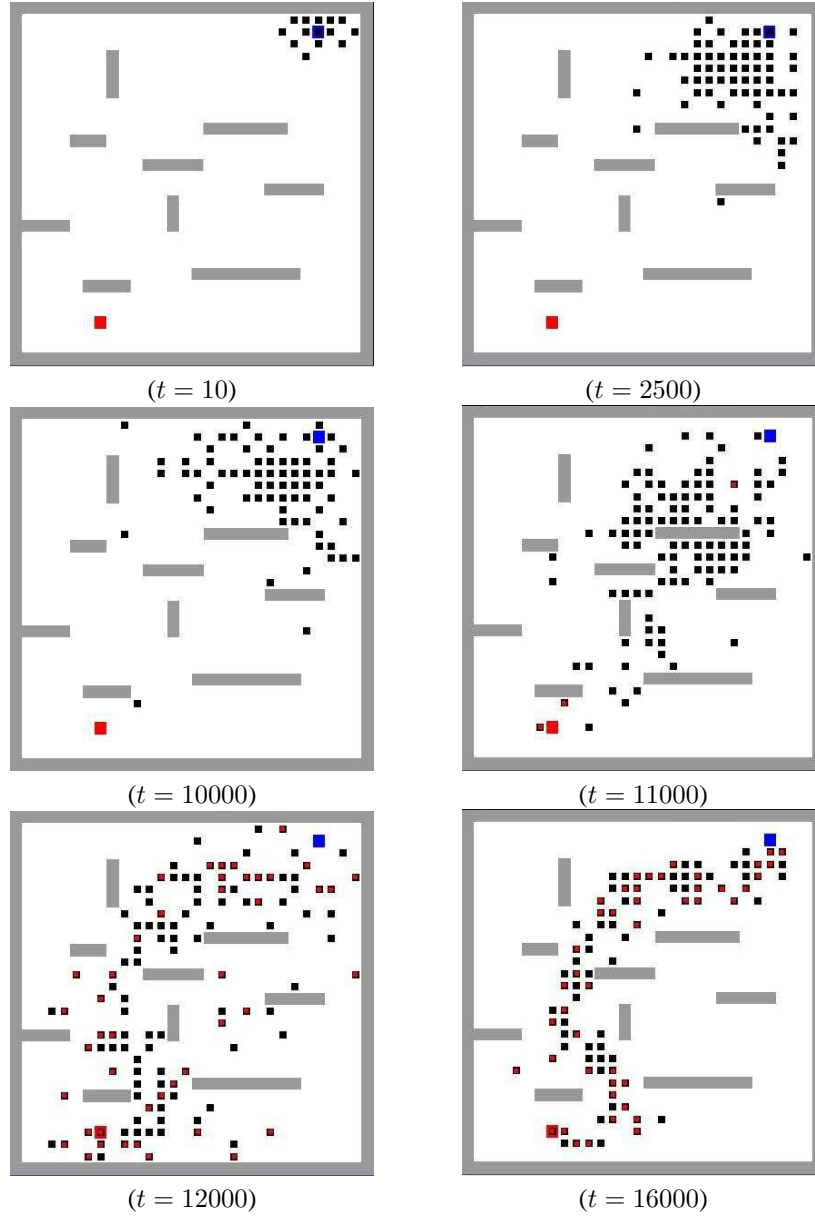 (t = 10)
(t = 2500)
(t = 10000)
(t = 11000)
(t = 12000)
(t = 16000)